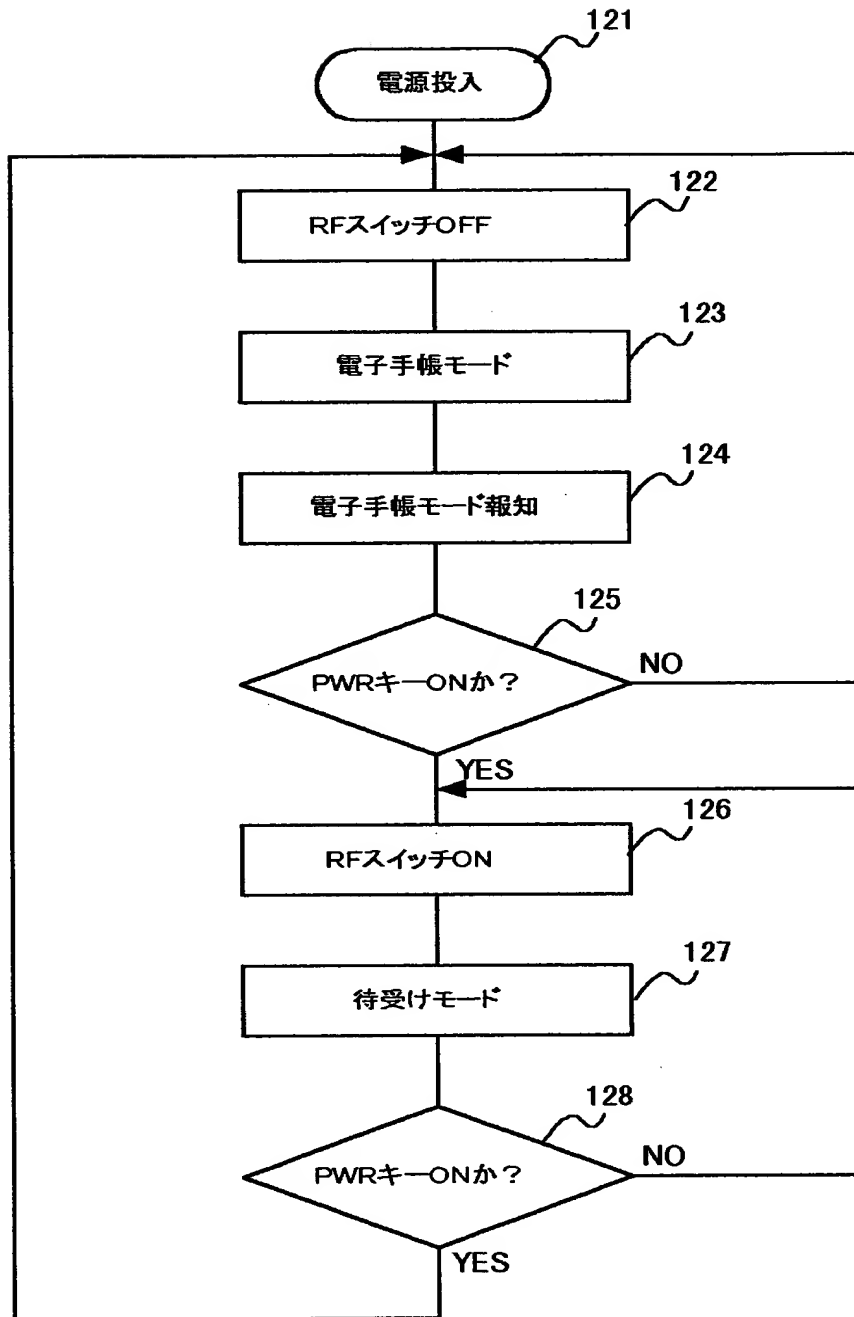 121
電源投入
122
RFスイッチOFF
123
電子手帳モード
124
電子手帳モード報知
125
PWRキーONか？
NO
YES
126
RFスイッチON
127
待受けモード
128
PWRキーONか？
NO
YES